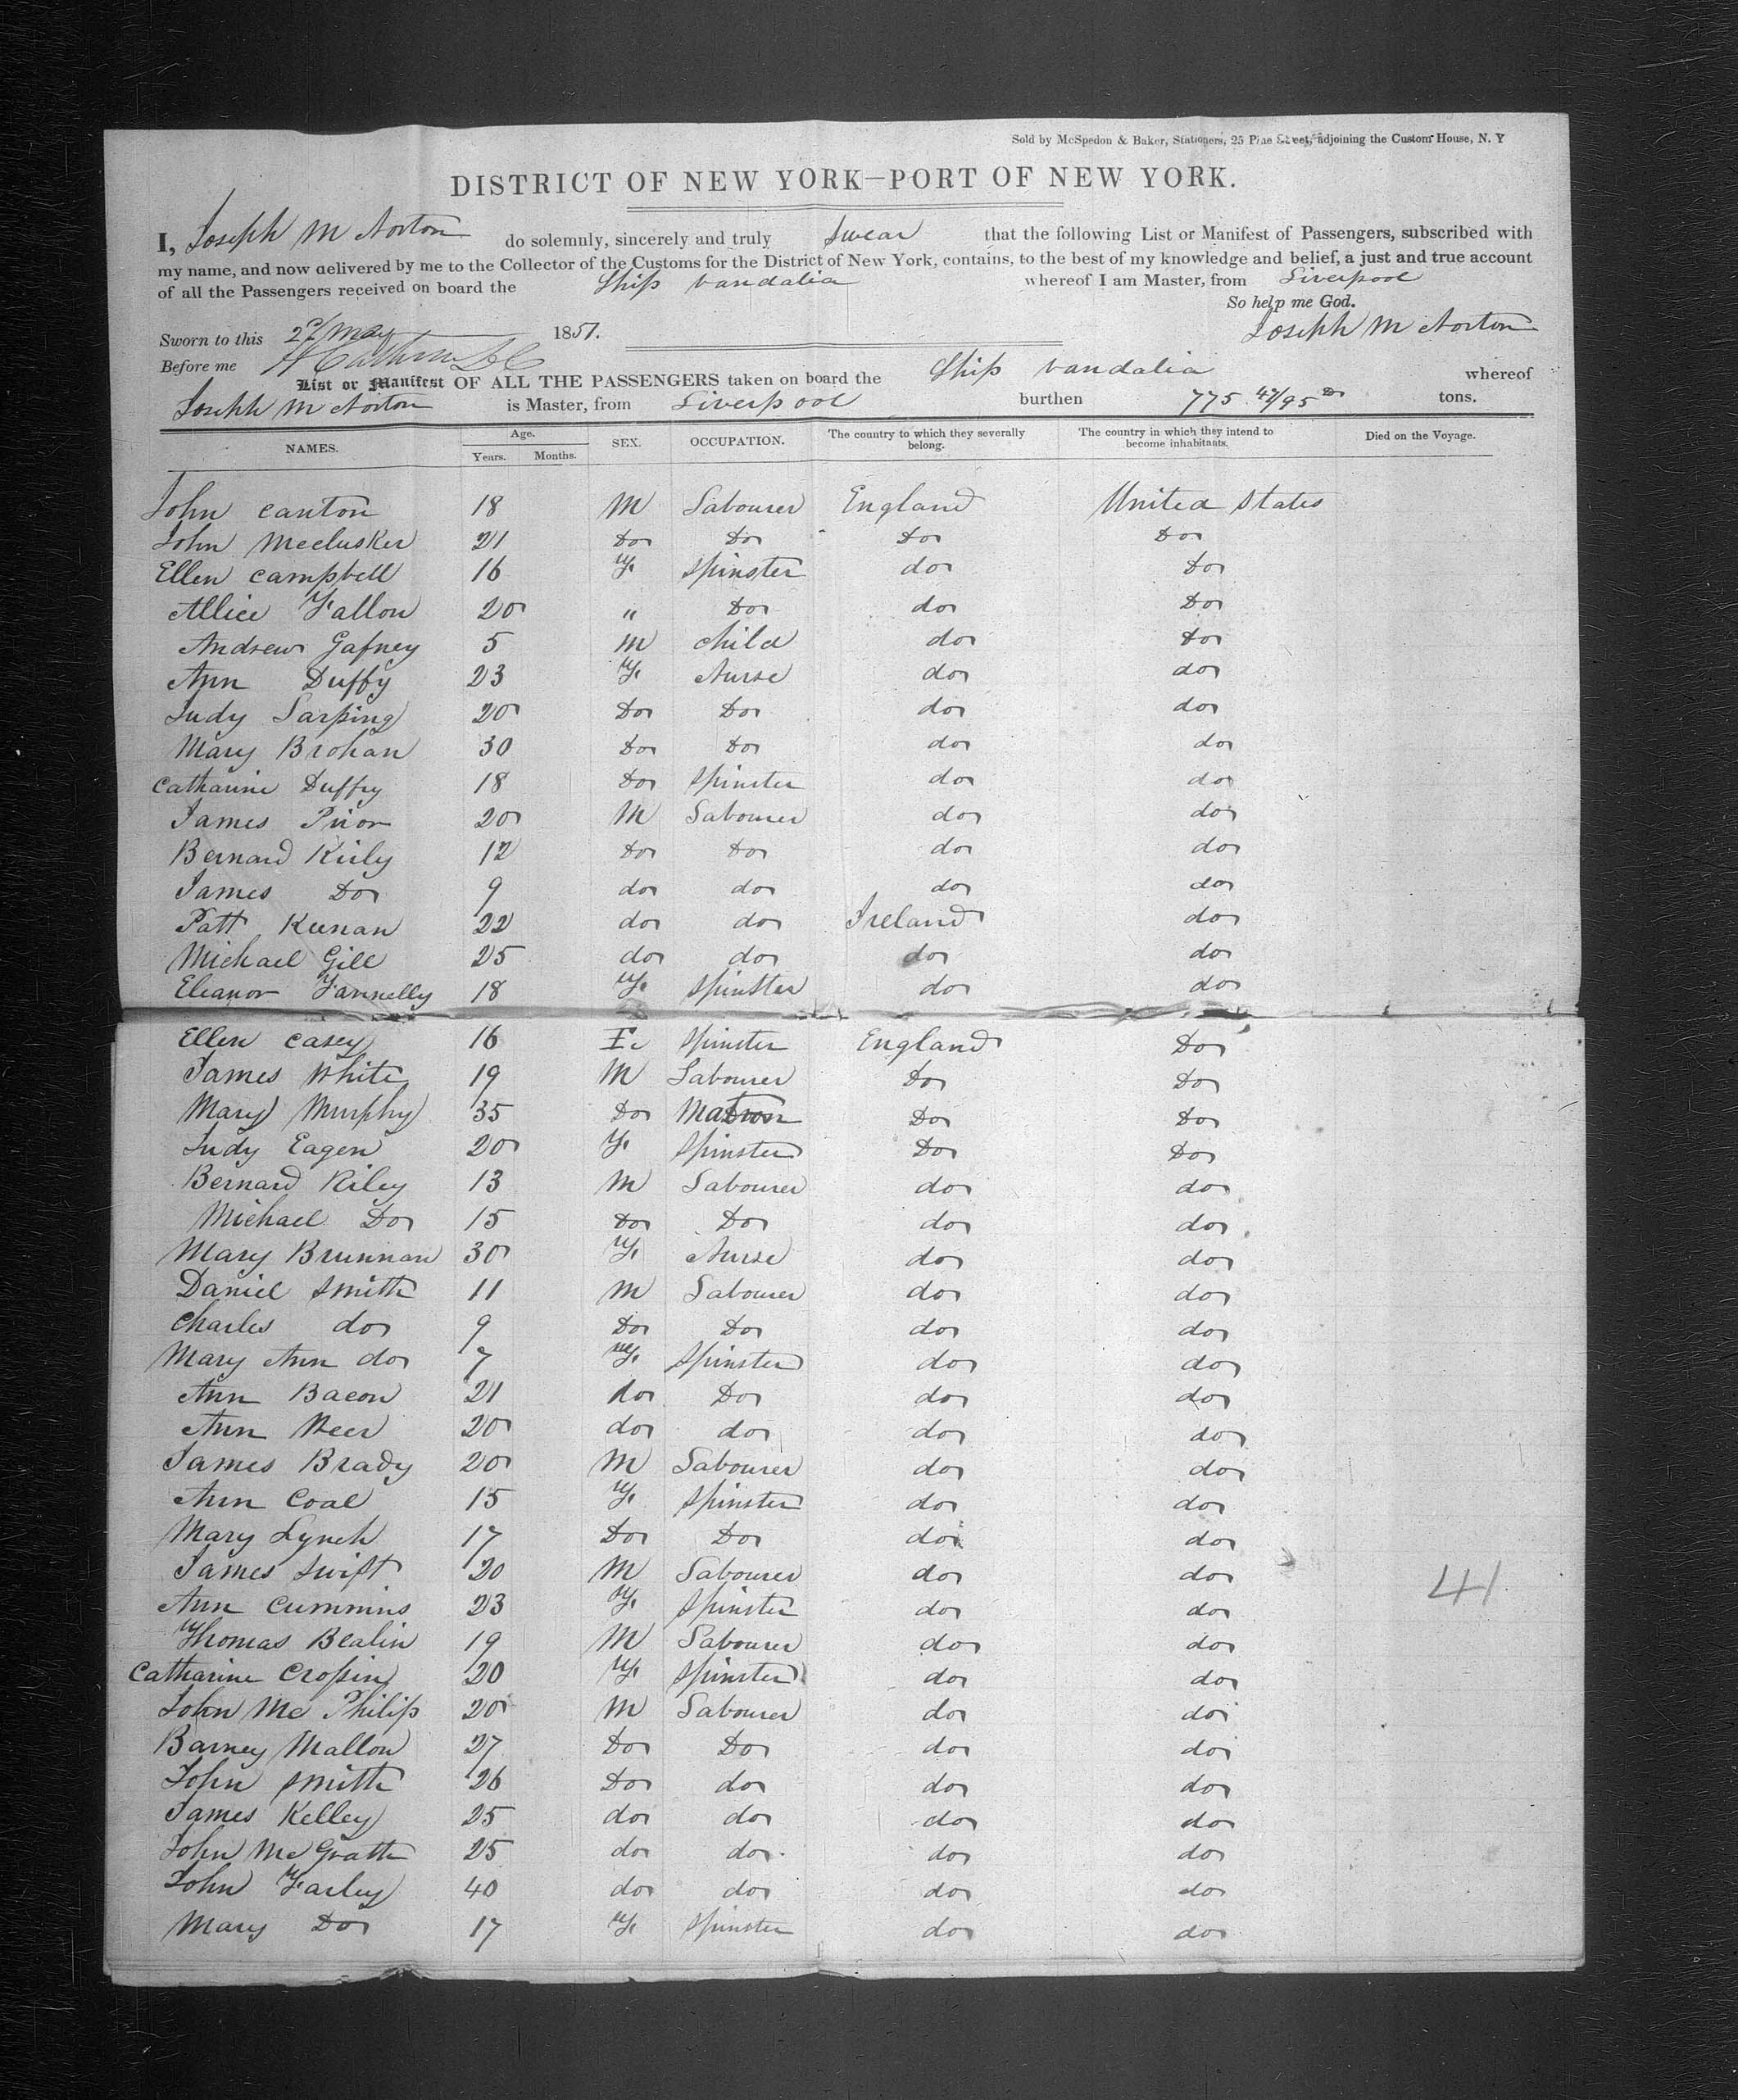 Sold by McSpedon & Baker, Stationers, 25 Pine Street, adjoining the Custom House, N. Y
DISTRICT OF NEW YORK—PORT OF NEW YORK.
I, Joseph M Norton do solemnly, sincerely and truly swear that the following List or Manifest of Passengers, subscribed with
my name, and now delivered by me to the Collector of the Customs for the District of New York, contains, to the best of my knowledge and belief, a just and true account
of all the Passengers received on board the Ship Vandalia whereof I am Master, from Liverpool
So help me God.
Sworn to this 27 May 1851. Joseph M Norton
Before me
List or Manifest OF ALL THE PASSENGERS taken on board the Ship Vandalia whereof
Joseph M Norton is Master, from Liverpool burthen 775 42/95 tons.
NAMES. Age. Years. Months. SEX. OCCUPATION. The country to which they severally belong. The country in which they intend to become inhabitants. Died on the Voyage.
John Canton 18 M Labourer England United States
John McClusker 21 Do Do Do Do
Ellen Campbell 16 F. Spinster do Do
Allice Fallon 20 " Do do Do
Andrew Gafney 5 M child do Do
Ann Duffy 23 F. Nurse do do
Judy Larping 20 Do Do do do
Mary Brohan 30 Do Do do do
Catharine Duffry 18 Do Spinster do do
James Prior 20 M Labourer do do
Bernard Kiely 12 Do Do do do
James Do 9 do do do do
Patt Keenan 22 do do Ireland do
Michael Gill 25 do do do do
Eleanor Fannelly 18 F. Spinster do do
Ellen Casey 16 F. Spinster England Do
James White 19 M Labourer Do Do
Mary Murphy 35 Do Matron Do Do
Judy Eagen 20 F. Spinster Do Do
Bernard Riley 13 M Labourer do do
Michael Do 15 Do Do do do
Mary Brunnan 30 F. Nurse do do
Daniel Smith 11 M Labourer do do
Charles do 9 Do Do do do
Mary Ann do 7 F. Spinster do do
Ann Bacon 21 do Do do do
Ann Weer 20 do do do do
James Brady 20 M Labourer do do
Ann Coal 15 F. Spinster do do
Mary Lynch 17 Do Do do do
James Swift 20 M Labourer do do
Ann Cummins 23 F. Spinster do do
Thomas Bealin 19 M Labourer do do
Catharine Crossin 20 F. Spinster do do
John Mc Philip 20 M Labourer do do
Barney Mallon 27 Do Do do do
John Smith 26 Do do do do
James Kelley 25 do do do do
John McGrath 25 do do do do
John Farley 40 do do do do
Mary Do 17 F. Spinster do do
41